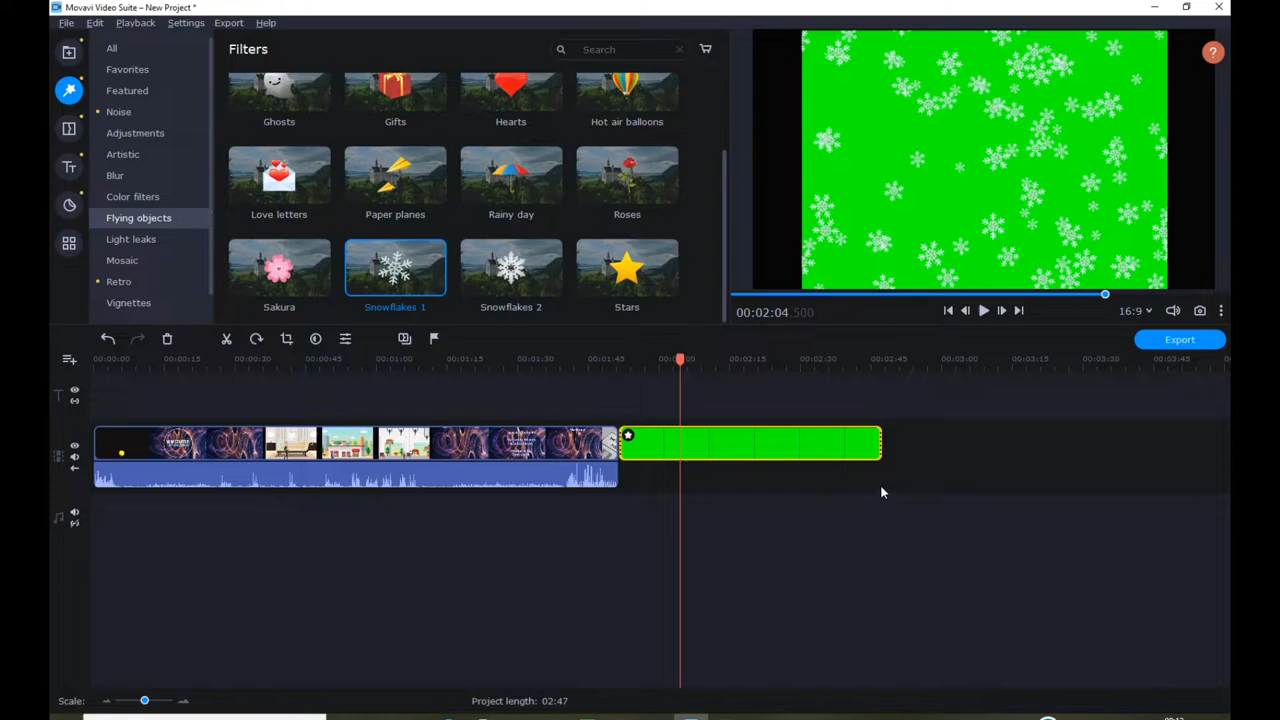 Movavi Video Suite – New Project *
File Edit Playback Settings Export Help
All
Favorites
Featured
Noise
Adjustments
Artistic
Blur
Color filters
Flying objects
Light leaks
Mosaic
Retro
Vignettes
Filters
Search
Ghosts Gifts Hearts Hot air balloons
Love letters Paper planes Rainy day Roses
Sakura Snowflakes 1 Snowflakes 2 Stars
?
00:02:04.500
16:9
Export
00:00:00 00:00:15 00:00:30 00:00:45 00:01:00 00:01:15 00:01:30 00:01:45 00:02:15 00:02:30 00:02:45 00:03:00 00:03:15 00:03:30 00:03:45
Scale:
Project length: 02:47